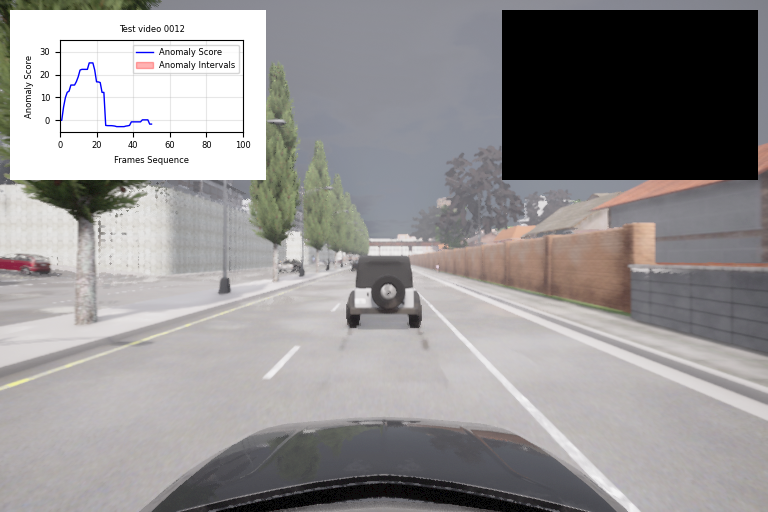 Test video 0012
Anomaly Score
Anomaly Intervals
Anomaly Score
30
20
10
0
0 20 40 60 80 100
Frames Sequence